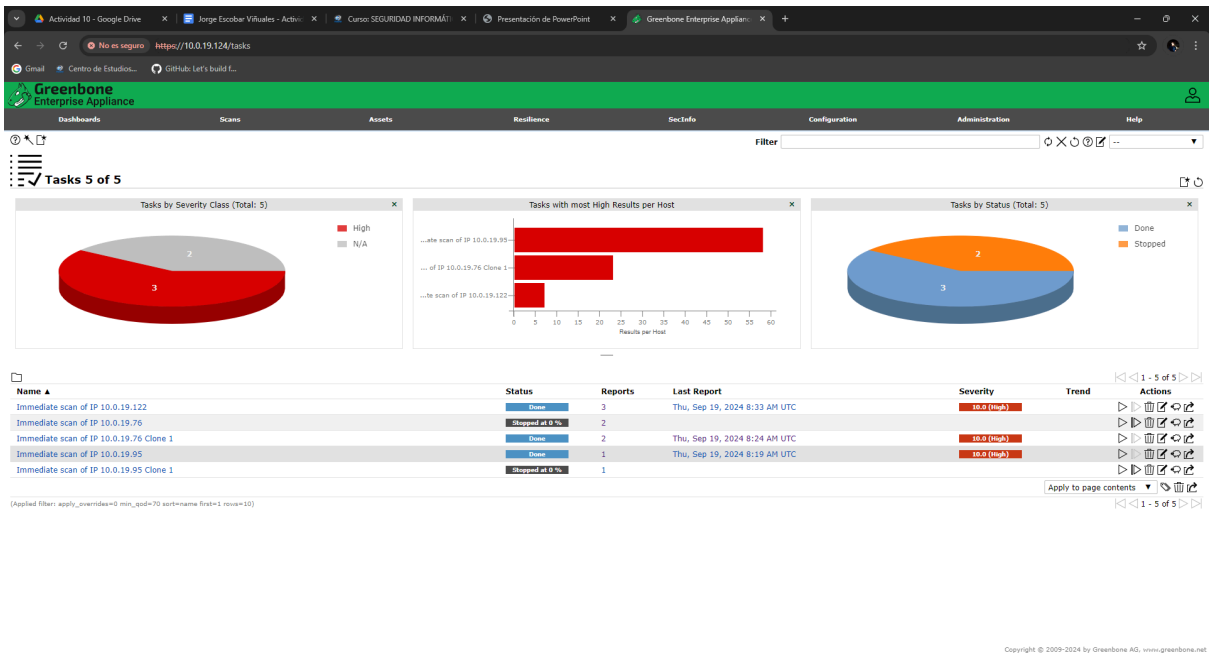 Actividad 10 - Google Drive
Jorge Escobar Viñuales - Activi
Curso: SEGURIDAD INFORMÁTI
Presentación de PowerPoint
Greenbone Enterprise Applianc
No es seguro https://10.0.19.124/tasks
Gmail Centro de Estudios... GitHub: Let's build f...
Greenbone
Enterprise Appliance
Dashboards Scans Assets Resilience SecInfo Configuration Administration Help
Filter --
Tasks 5 of 5
Tasks by Severity Class (Total: 5)
High
N/A
2
3
Tasks with most High Results per Host
...ate scan of IP 10.0.19.95
... of IP 10.0.19.76 Clone 1
...te scan of IP 10.0.19.122
0 5 10 15 20 25 30 35 40 45 50 55 60
Results per Host
Tasks by Status (Total: 5)
Done
Stopped
2
3
1 - 5 of 5
Name ▲ Status Reports Last Report Severity Trend Actions
Immediate scan of IP 10.0.19.122 Done 3 Thu, Sep 19, 2024 8:33 AM UTC 10.0 (High)
Immediate scan of IP 10.0.19.76 Stopped at 0 % 2
Immediate scan of IP 10.0.19.76 Clone 1 Done 2 Thu, Sep 19, 2024 8:24 AM UTC 10.0 (High)
Immediate scan of IP 10.0.19.95 Done 1 Thu, Sep 19, 2024 8:19 AM UTC 10.0 (High)
Immediate scan of IP 10.0.19.95 Clone 1 Stopped at 0 % 1
Apply to page contents ▼
(Applied filter: apply_overrides=0 min_qod=70 sort=name first=1 rows=10)
1 - 5 of 5
Copyright © 2009-2024 by Greenbone AG, www.greenbone.net